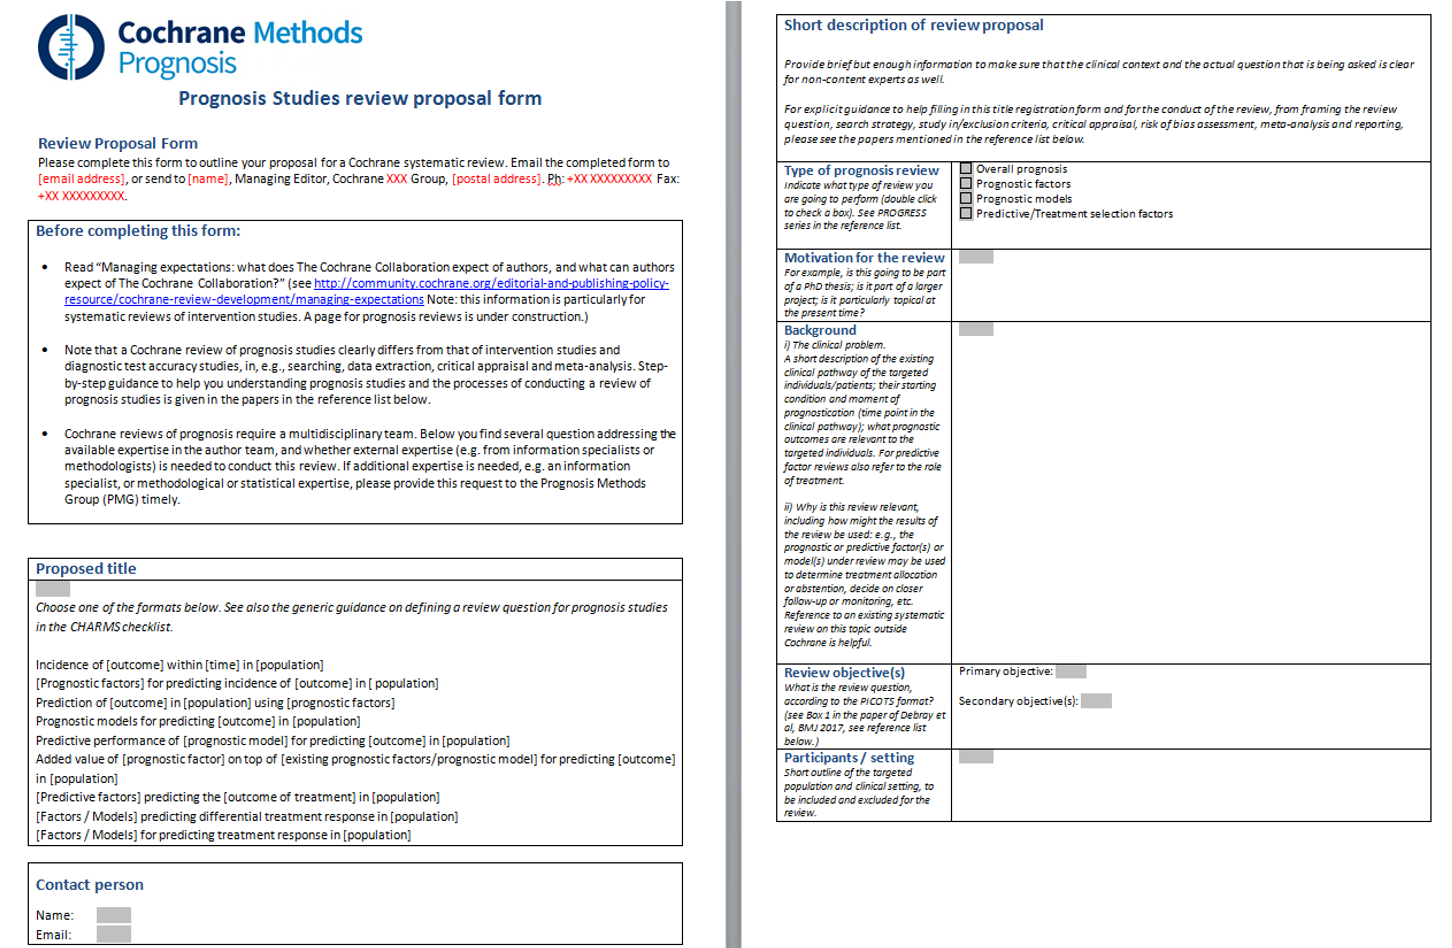 Cochrane Methods
Prognosis
Prognosis Studies review proposal form
Review Proposal Form
Please complete this form to outline your proposal for a Cochrane systematic review. Email the completed form to
[email address], or send to [name], Managing Editor, Cochrane XXX Group, [postal address]. Ph: +XX XXXXXXXXX Fax:
+XX XXXXXXXXX.
Before completing this form:
• Read “Managing expectations: what does The Cochrane Collaboration expect of authors, and what can authors
expect of The Cochrane Collaboration?” (see http://community.cochrane.org/editorial-and-publishing-policy-
resource/cochrane-review-development/managing-expectations Note: this information is particularly for
systematic reviews of intervention studies. A page for prognosis reviews is under construction.)
• Note that a Cochrane review of prognosis studies clearly differs from that of intervention studies and
diagnostic test accuracy studies, in, e.g., searching, data extraction, critical appraisal and meta-analysis. Step-
by-step guidance to help you understanding prognosis studies and the processes of conducting a review of
prognosis studies is given in the papers in the reference list below.
• Cochrane reviews of prognosis require a multidisciplinary team. Below you find several question addressing the
available expertise in the author team, and whether external expertise (e.g. from information specialists or
methodologists) is needed to conduct this review. If additional expertise is needed, e.g. an information
specialist, or methodological or statistical expertise, please provide this request to the Prognosis Methods
Group (PMG) timely.
Proposed title
Choose one of the formats below. See also the generic guidance on defining a review question for prognosis studies
in the CHARMS checklist.
Incidence of [outcome] within [time] in [population]
[Prognostic factors] for predicting incidence of [outcome] in [ population]
Prediction of [outcome] in [population] using [prognostic factors]
Prognostic models for predicting [outcome] in [population]
Predictive performance of [prognostic model] for predicting [outcome] in [population]
Added value of [prognostic factor] on top of [existing prognostic factors/prognostic model] for predicting [outcome]
in [population]
[Predictive factors] predicting the [outcome of treatment] in [population]
[Factors / Models] predicting differential treatment response in [population]
[Factors / Models] for predicting treatment response in [population]
Contact person
Name:
Email:
Short description of review proposal
Provide brief but enough information to make sure that the clinical context and the actual question that is being asked is clear
for non-content experts as well.
For explicit guidance to help filling in this title registration form and for the conduct of the review, from framing the review
question, search strategy, study in/exclusion criteria, critical appraisal, risk of bias assessment, meta-analysis and reporting,
please see the papers mentioned in the reference list below.
Type of prognosis review
Indicate what type of review you
are going to perform (double click
to check a box). See PROGRESS
series in the reference list.
Overall prognosis
Prognostic factors
Prognostic models
Predictive/Treatment selection factors
Motivation for the review
For example, is this going to be part
of a PhD thesis; is it part of a larger
project; is it particularly topical at
the present time?
Background
i) The clinical problem.
A short description of the existing
clinical pathway of the targeted
individuals/patients; their starting
condition and moment of
prognostication (time point in the
clinical pathway); what prognostic
outcomes are relevant to the
targeted individuals. For predictive
factor reviews also refer to the role
of treatment.
ii) Why is this review relevant,
including how might the results of
the review be used: e.g., the
prognostic or predictive factor(s) or
model(s) under review may be used
to determine treatment allocation
or abstention, decide on closer
follow-up or monitoring, etc.
Reference to an existing systematic
review on this topic outside
Cochrane is helpful.
Review objective(s)
What is the review question,
according to the PICOTS format?
(see Box 1 in the paper of Debray et
al, BMJ 2017, see reference list
below.)
Primary objective:
Secondary objective(s):
Participants / setting
Short outline of the targeted
population and clinical setting, to
be included and excluded for the
review.